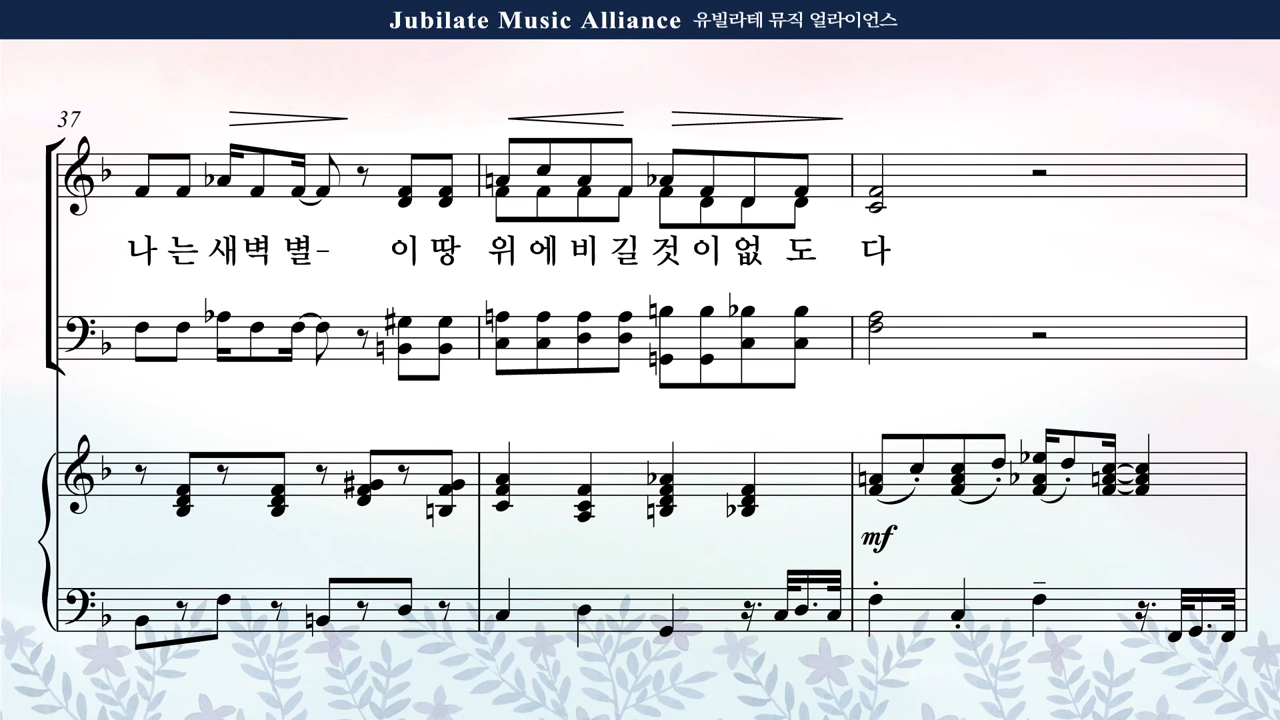 Jubilate Music Alliance 유빌라테 뮤직 얼라이언스
37
나 는 새 벽 별- 이 땅 위 에 비 길 것 이 없 도 다
mf